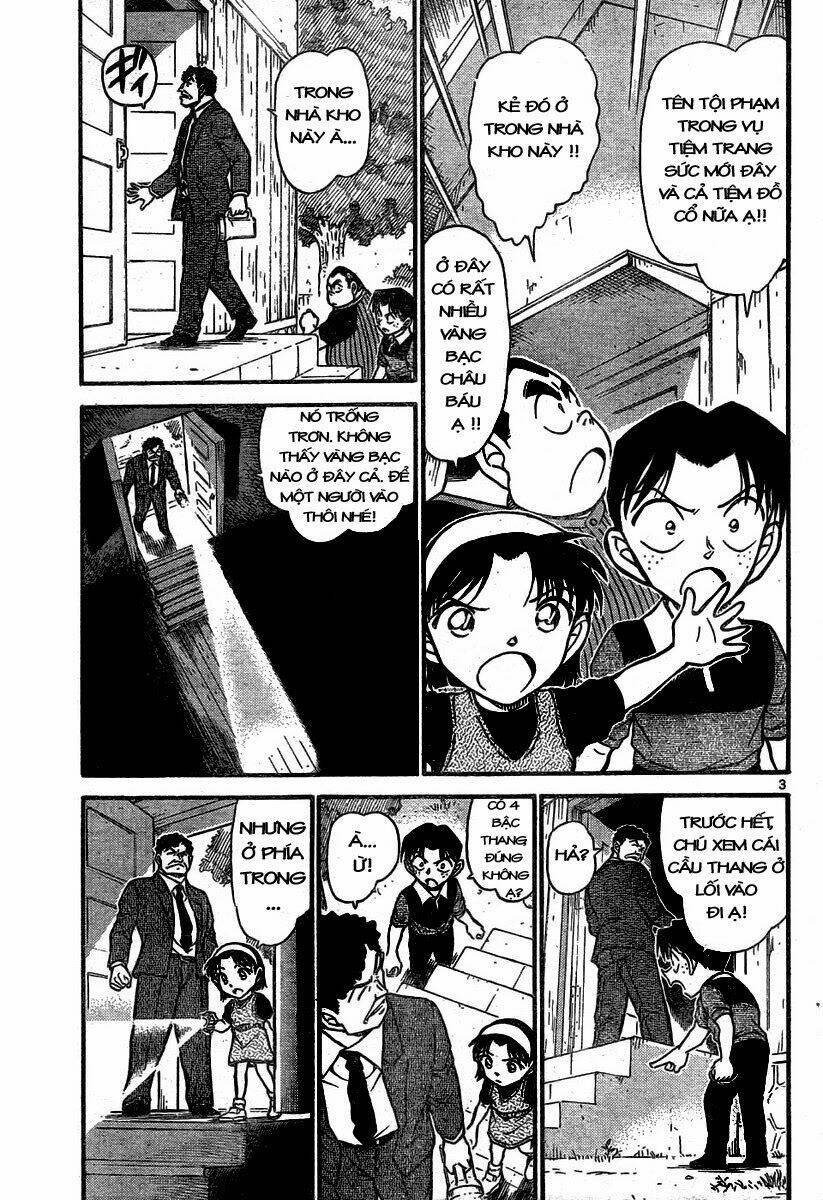 TÊN TỘI PHẠM
TRONG VỤ
TIỆM TRANG
SỨC MỚI ĐÂY
VÀ CẢ TIỆM ĐỒ
CỔ NỮA Ạ!!
KẺ ĐÓ Ở
TRONG NHÀ
KHO NÀY !!
Ở ĐÂY
CÓ RẤT
NHIỀU
VÀNG
BẠC
CHÂU
BÁU
Ạ !!
TRONG
NHÀ KHO
NÀY À...
ギィ
NÓ TRỐNG
TRƠN. KHÔNG
THẤY VÀNG BẠC
NÀO Ở ĐÂY CẢ. ĐỂ
MỘT NGƯỜI VÀO
THÔI NHÉ!
3
TRƯỚC HẾT,
CHÚ XEM CÁI
CẦU THANG Ở
LỐI VÀO
ĐI Ạ!
HẢ?
CÓ 4
BẬC
THANG,
ĐÚNG
KHÔNG
Ạ?
À...
Ừ!
NHƯNG
Ở PHÍA
TRONG
...